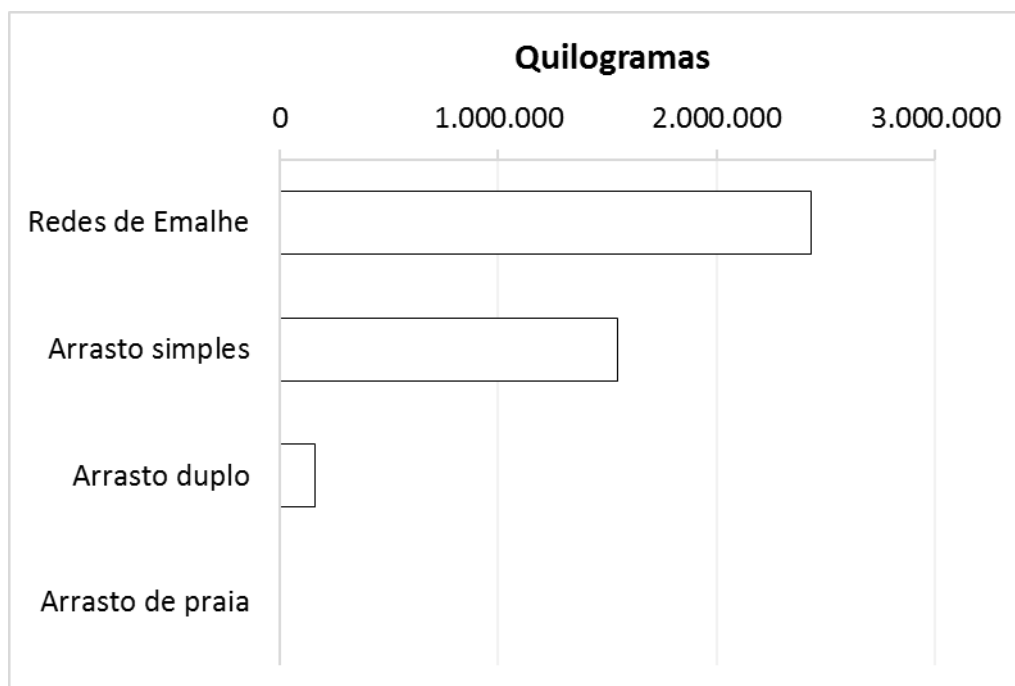 Quilogramas
0 1.000.000 2.000.000 3.000.000
Redes de Emalhe
Arrasto simples
Arrasto duplo
Arrasto de praia